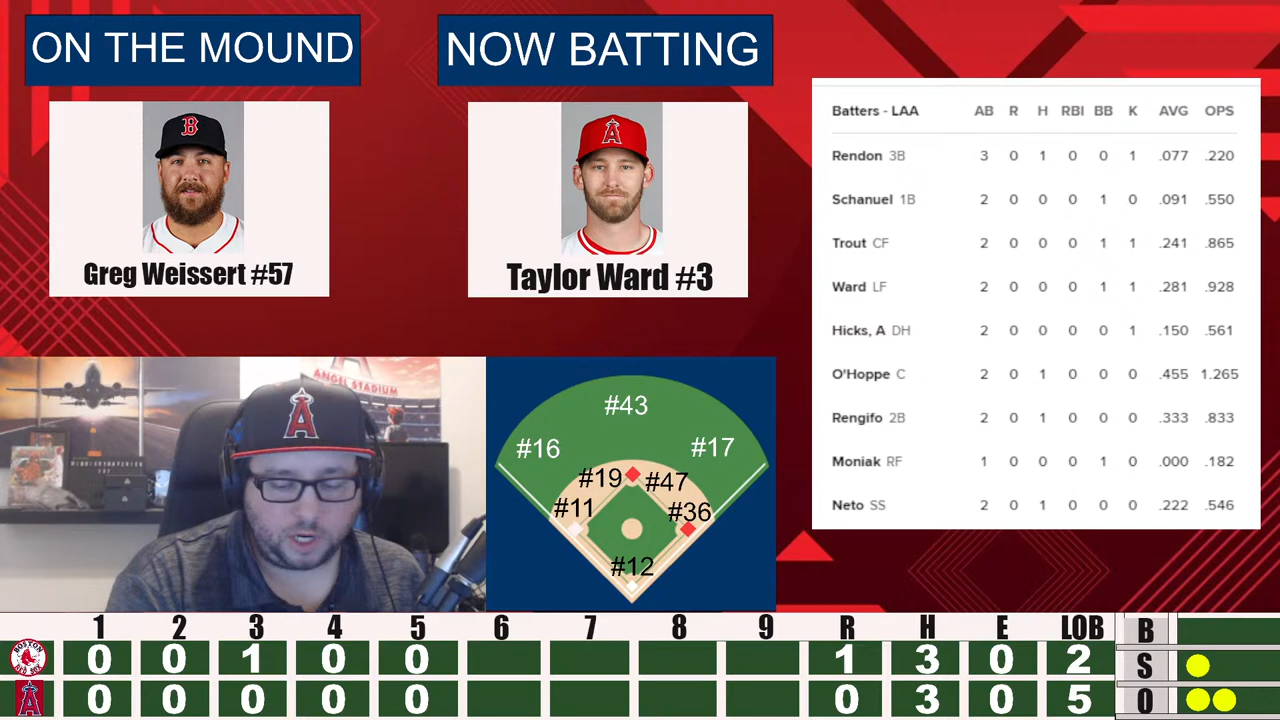 ON THE MOUND
NOW BATTING
Greg Weissert #57
Taylor Ward #3
Batters - LAA AB R H RBI BB K AVG OPS
Rendon 3B 3 0 1 0 0 1 .077 .220
Schanuel 1B 2 0 0 0 1 0 .091 .550
Trout CF 2 0 0 0 1 1 .241 .865
Ward LF 2 0 0 0 1 1 .281 .928
Hicks, A DH 2 0 0 0 0 1 .150 .561
O'Hoppe C 2 0 1 0 0 0 .455 1.265
Rengifo 2B 2 0 1 0 0 0 .333 .833
Moniak RF 1 0 0 0 1 0 .000 .182
Neto SS 2 0 1 0 0 0 .222 .546
ANGEL STADIUM
#43
#16
#17
#19
#47
#11
#36
#12
1 2 3 4 5 6 7 8 9 R H E LOB
0 0 1 0 0 1 3 0 2
0 0 0 0 0 0 3 0 5
B
S
O